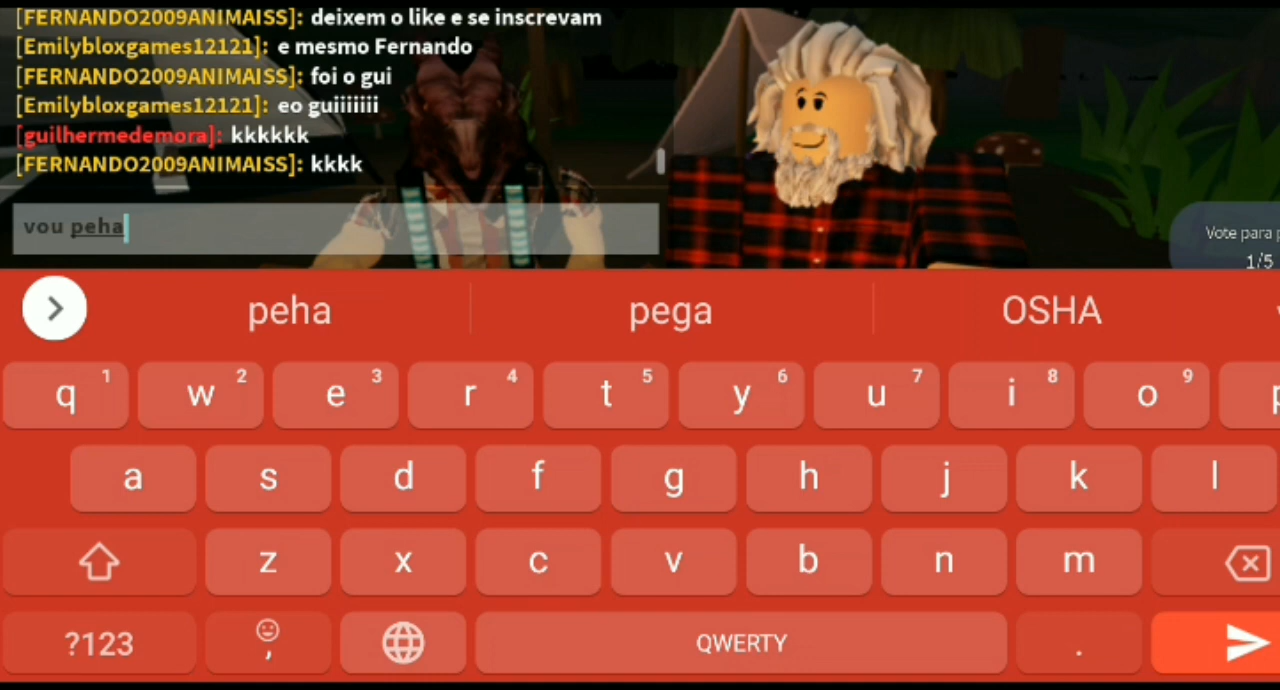 [FERNANDO2009ANIMAISS]: deixem o like e se inscrevam
[Emilybloxgames12121]: e mesmo Fernando
[FERNANDO2009ANIMAISS]: foi o gui
[Emilybloxgames12121]: eo guiiiiiii
[guilhermedemora]: kkkkkk
[FERNANDO2009ANIMAISS]: kkkk
vou peha
Vote para
1/5
peha pega OSHA
q 1 w 2 e 3 r 4 t 5 y 6 u 7 i 8 o 9 p
a s d f g h j k l
z x c v b n m
?123 , QWERTY .